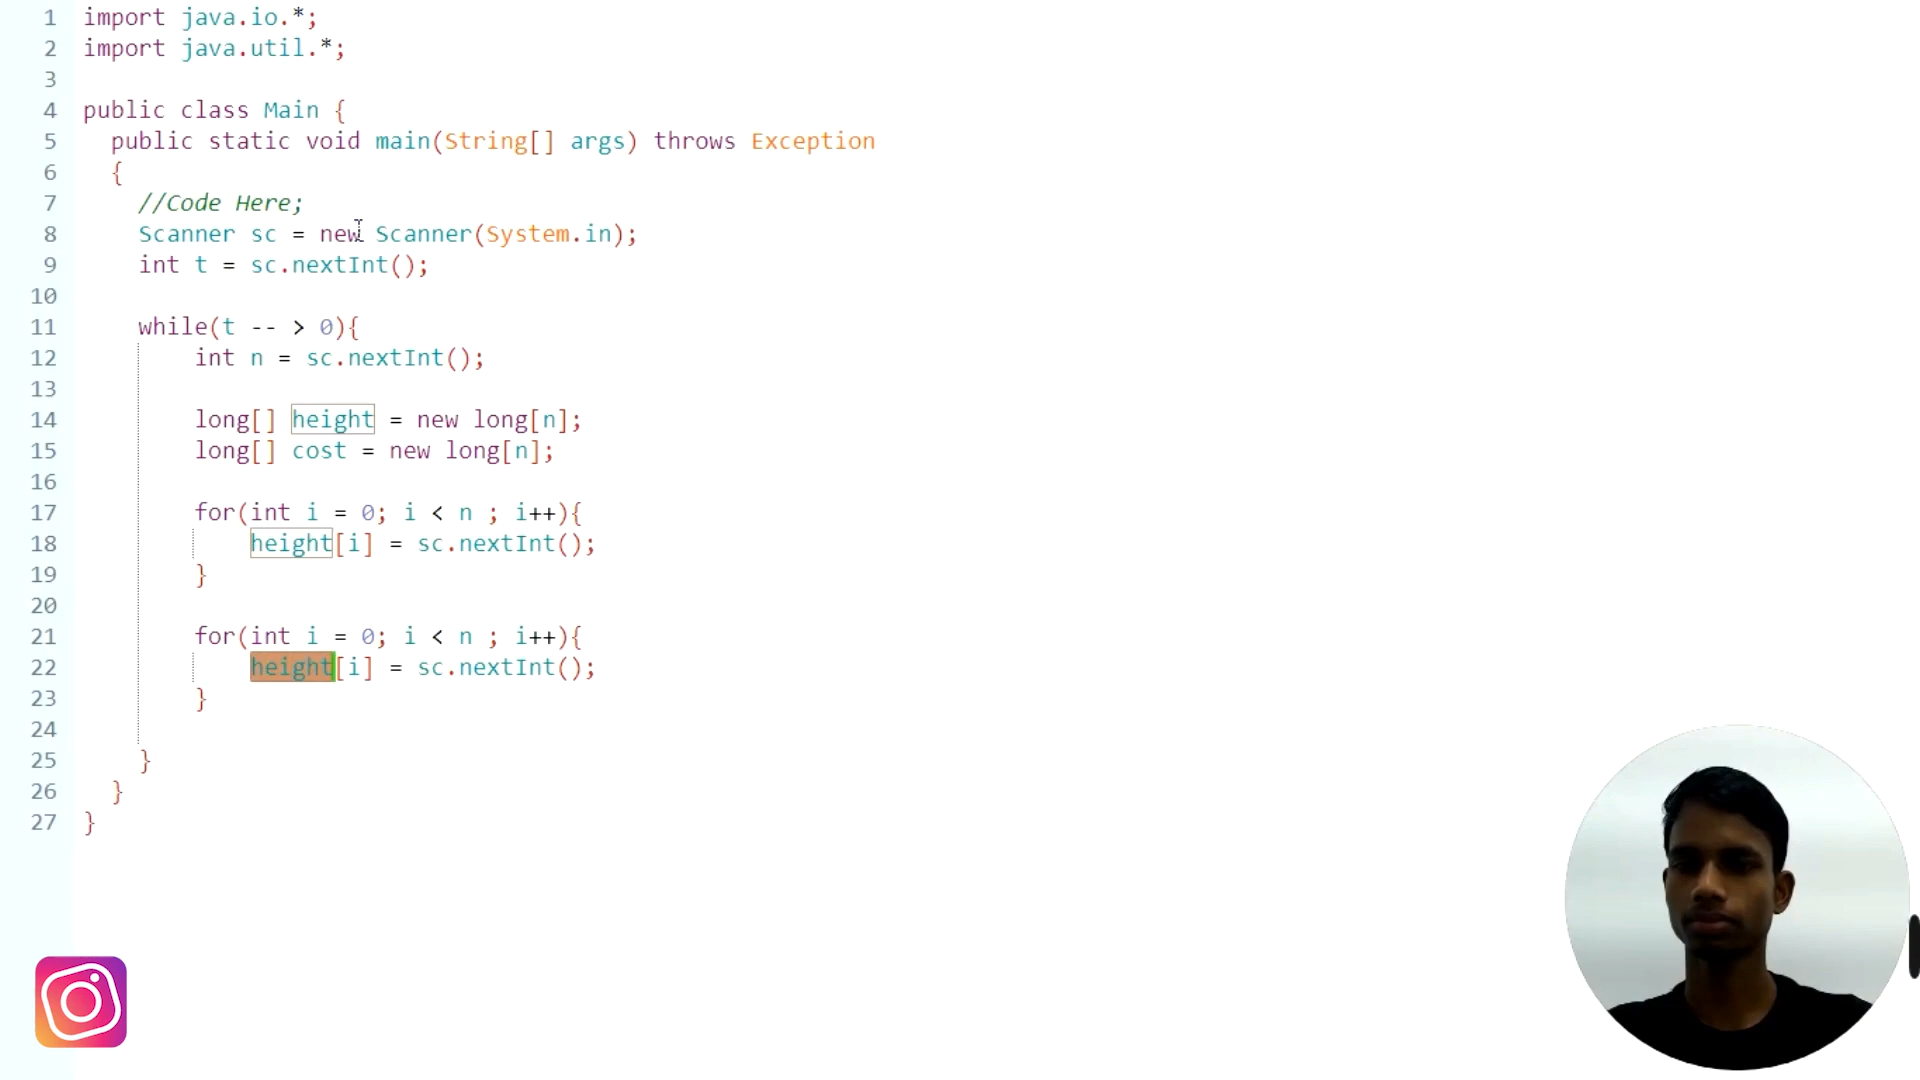 1 import java.io.*;
2 import java.util.*;
3
4 public class Main {
5 public static void main(String[] args) throws Exception
6 {
7 //Code Here;
8 Scanner sc = new Scanner(System.in);
9 int t = sc.nextInt();
10
11 while(t -- > 0){
12 int n = sc.nextInt();
13
14 long[] height = new long[n];
15 long[] cost = new long[n];
16
17 for(int i = 0; i < n ; i++){
18 height[i] = sc.nextInt();
19 }
20
21 for(int i = 0; i < n ; i++){
22 height[i] = sc.nextInt();
23 }
24
25 }
26 }
27 }